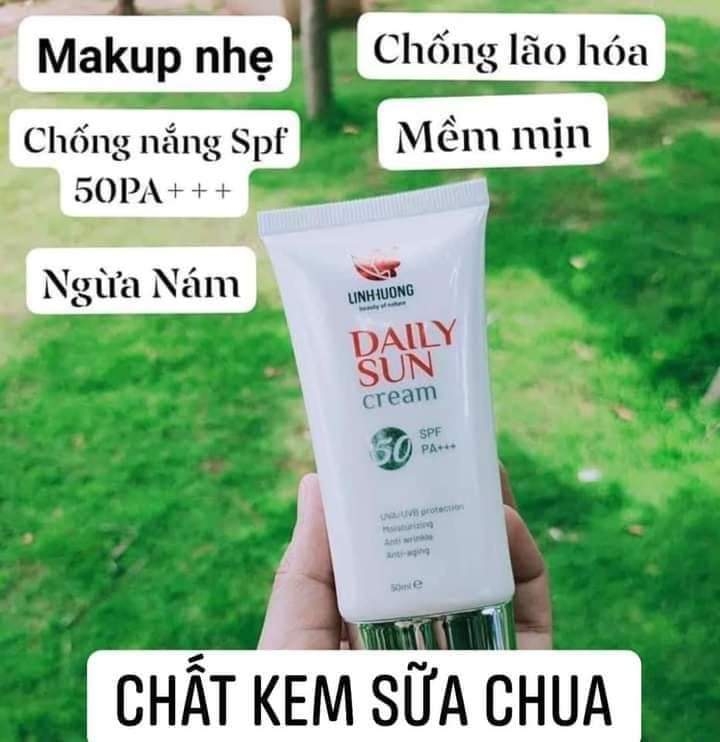 Makup nhẹ
Chống lão hóa
Chống nắng Spf
50PA+++
Mềm mịn
Ngừa Nám
LINH HUONG
beauty of nature
DAILY
SUN
cream
50
SPF
PA+++
UVA/UVB protection
Moisturizing
Anti wrinkle
Anti-aging
50ml e
CHẤT KEM SỮA CHUA